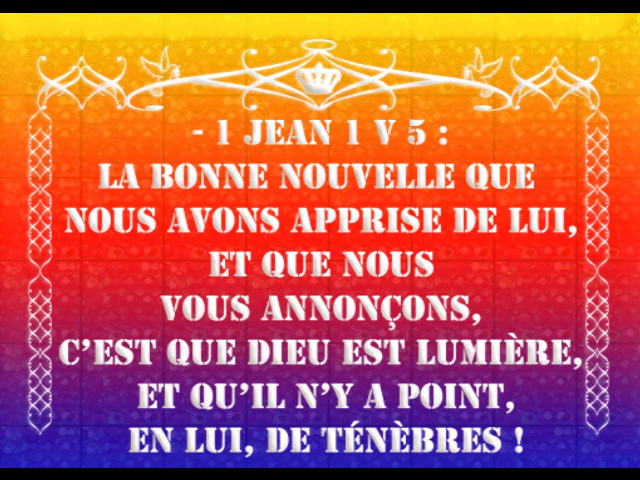 - 1 JEAN 1 V 5 :
LA BONNE NOUVELLE QUE
NOUS AVONS APPRISE DE LUI,
ET QUE NOUS
VOUS ANNONÇONS,
C’EST QUE DIEU EST LUMIÈRE,
ET QU’IL N’Y A POINT,
EN LUI, DE TÉNÈBRES !